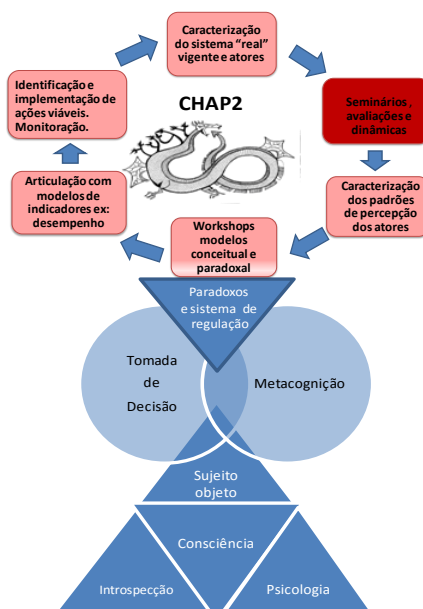 Caracterização
do sistema “real”
vigente e atores
Identificação e
implementação de
ações viáveis.
Monitoração.
CHAP2
Seminários ,
avaliações e
dinâmicas
Articulação com
modelos de
indicadores ex:
desempenho
Caracterização
dos padrões
de percepção
dos atores
Workshops
modelos
conceitual e
paradoxal
Paradoxos
e sistema de
regulação
Tomada
de
Decisão
Metacognição
Sujeito
objeto
Consciência
Introspecção
Psicologia